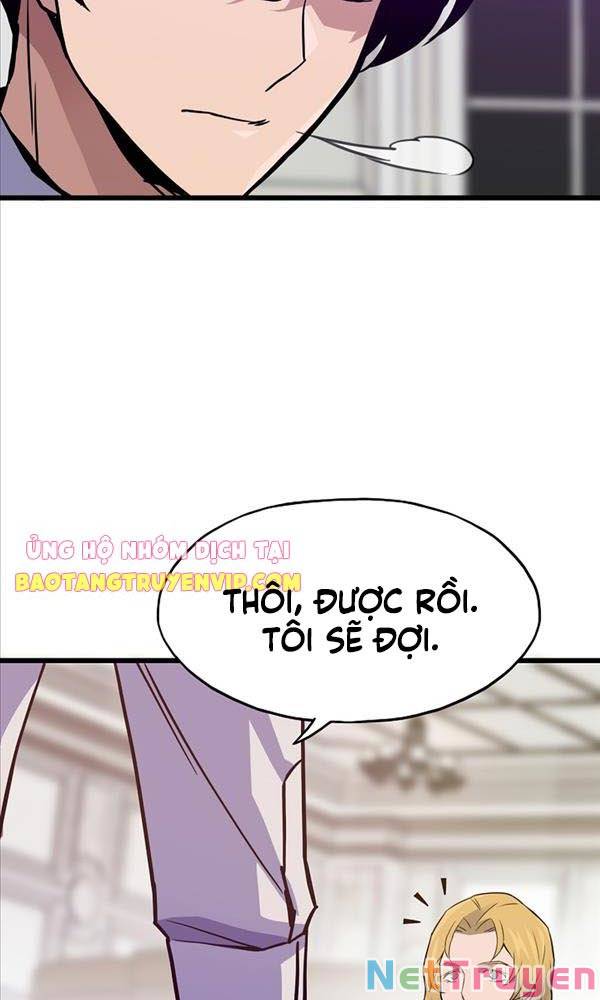 ỦNG HỘ NHÓM DỊCH TẠI
BAOTANGTRUYENVIP.COM
THÔI, ĐƯỢC RỒI.
TÔI SẼ ĐỢI.
NetTruyen